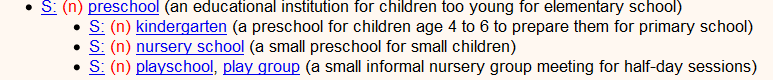 S: (n) preschool (an educational institution for children too young for elementary school)
S: (n) kindergarten (a preschool for children age 4 to 6 to prepare them for primary school)
S: (n) nursery school (a small preschool for small children)
S: (n) playschool, play group (a small informal nursery group meeting for half-day sessions)